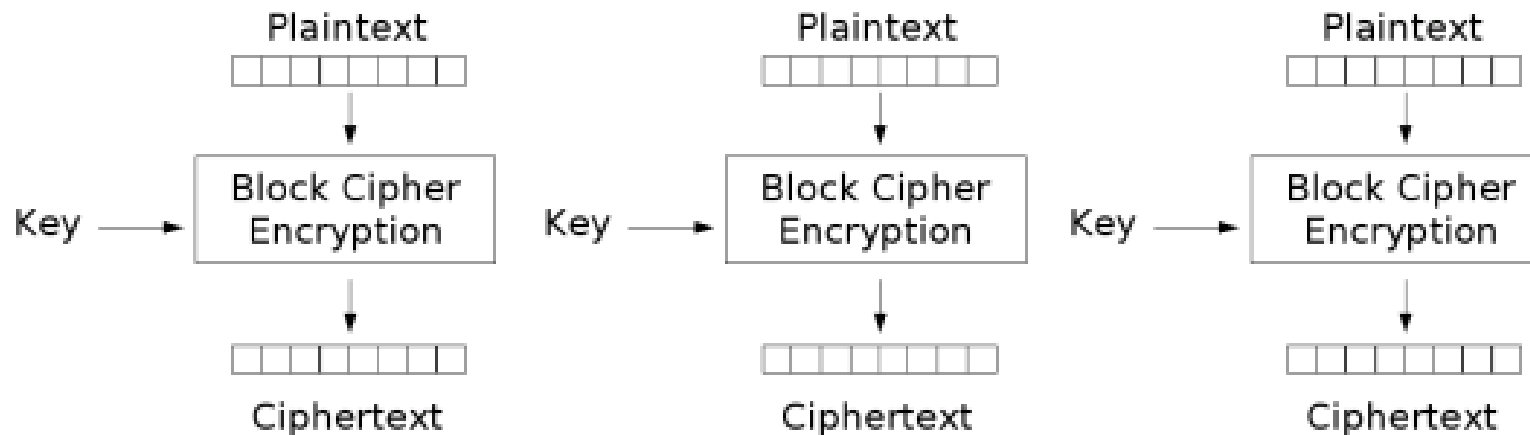 Plaintext
Plaintext
Plaintext
Block Cipher
Encryption
Block Cipher
Encryption
Block Cipher
Encryption
Key
Key
Key
Ciphertext
Ciphertext
Ciphertext